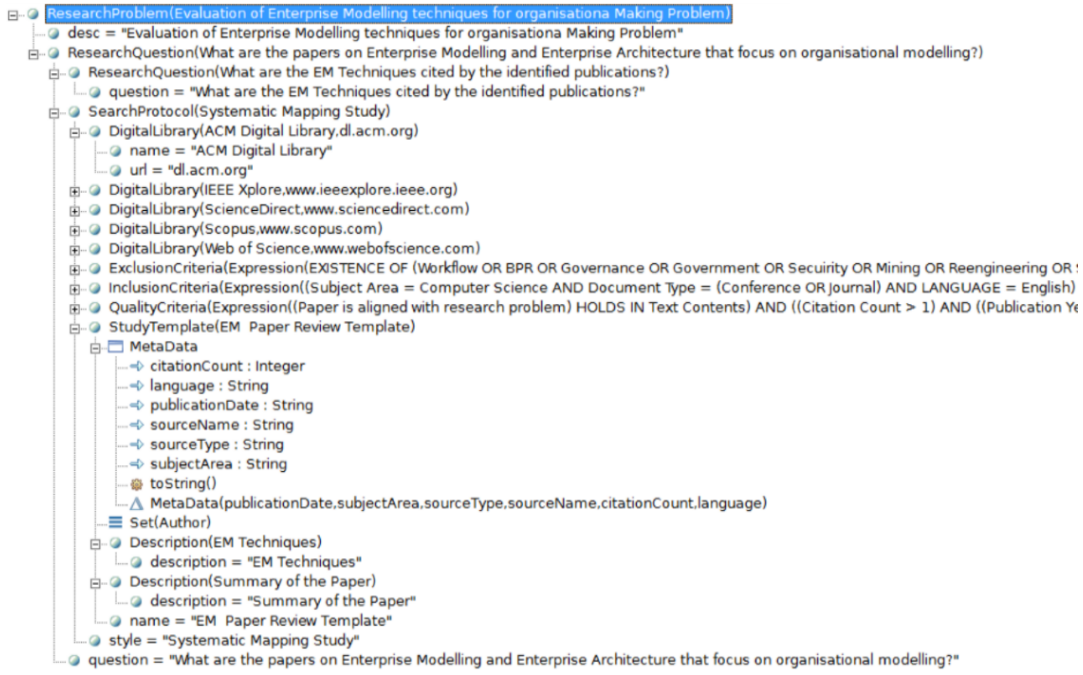 ResearchProblem(Evaluation of Enterprise Modelling techniques for organisationa Making Problem)
desc = "Evaluation of Enterprise Modelling techniques for organisationa Making Problem"
ResearchQuestion(What are the papers on Enterprise Modelling and Enterprise Architecture that focus on organisational modelling?)
ResearchQuestion(What are the EM Techniques cited by the identified publications?)
question = "What are the EM Techniques cited by the identified publications?"
SearchProtocol(Systematic Mapping Study)
DigitalLibrary(ACM Digital Library,dl.acm.org)
name = "ACM Digital Library"
url = "dl.acm.org"
DigitalLibrary(IEEE Xplore,www.ieeexplore.ieee.org)
DigitalLibrary(ScienceDirect,www.sciencedirect.com)
DigitalLibrary(Scopus,www.scopus.com)
DigitalLibrary(Web of Science,www.webofscience.com)
ExclusionCriteria(Expression(EXISTENCE OF (Workflow OR BPR OR Governance OR Government OR Secuirity OR Mining OR Reengineering OR S
InclusionCriteria(Expression((Subject Area = Computer Science AND Document Type = (Conference OR Journal) AND LANGUAGE = English)
QualityCriteria(Expression((Paper is aligned with research problem) HOLDS IN Text Contents) AND ((Citation Count > 1) AND ((Publication Ye
StudyTemplate(EM  Paper Review Template)
MetaData
citationCount : Integer
language : String
publicationDate : String
sourceName : String
sourceType : String
subjectArea : String
toString()
MetaData(publicationDate,subjectArea,sourceType,sourceName,citationCount,language)
Set(Author)
Description(EM Techniques)
description = "EM Techniques"
Description(Summary of the Paper)
description = "Summary of the Paper"
name = "EM  Paper Review Template"
style = "Systematic Mapping Study"
question = "What are the papers on Enterprise Modelling and Enterprise Architecture that focus on organisational modelling?"